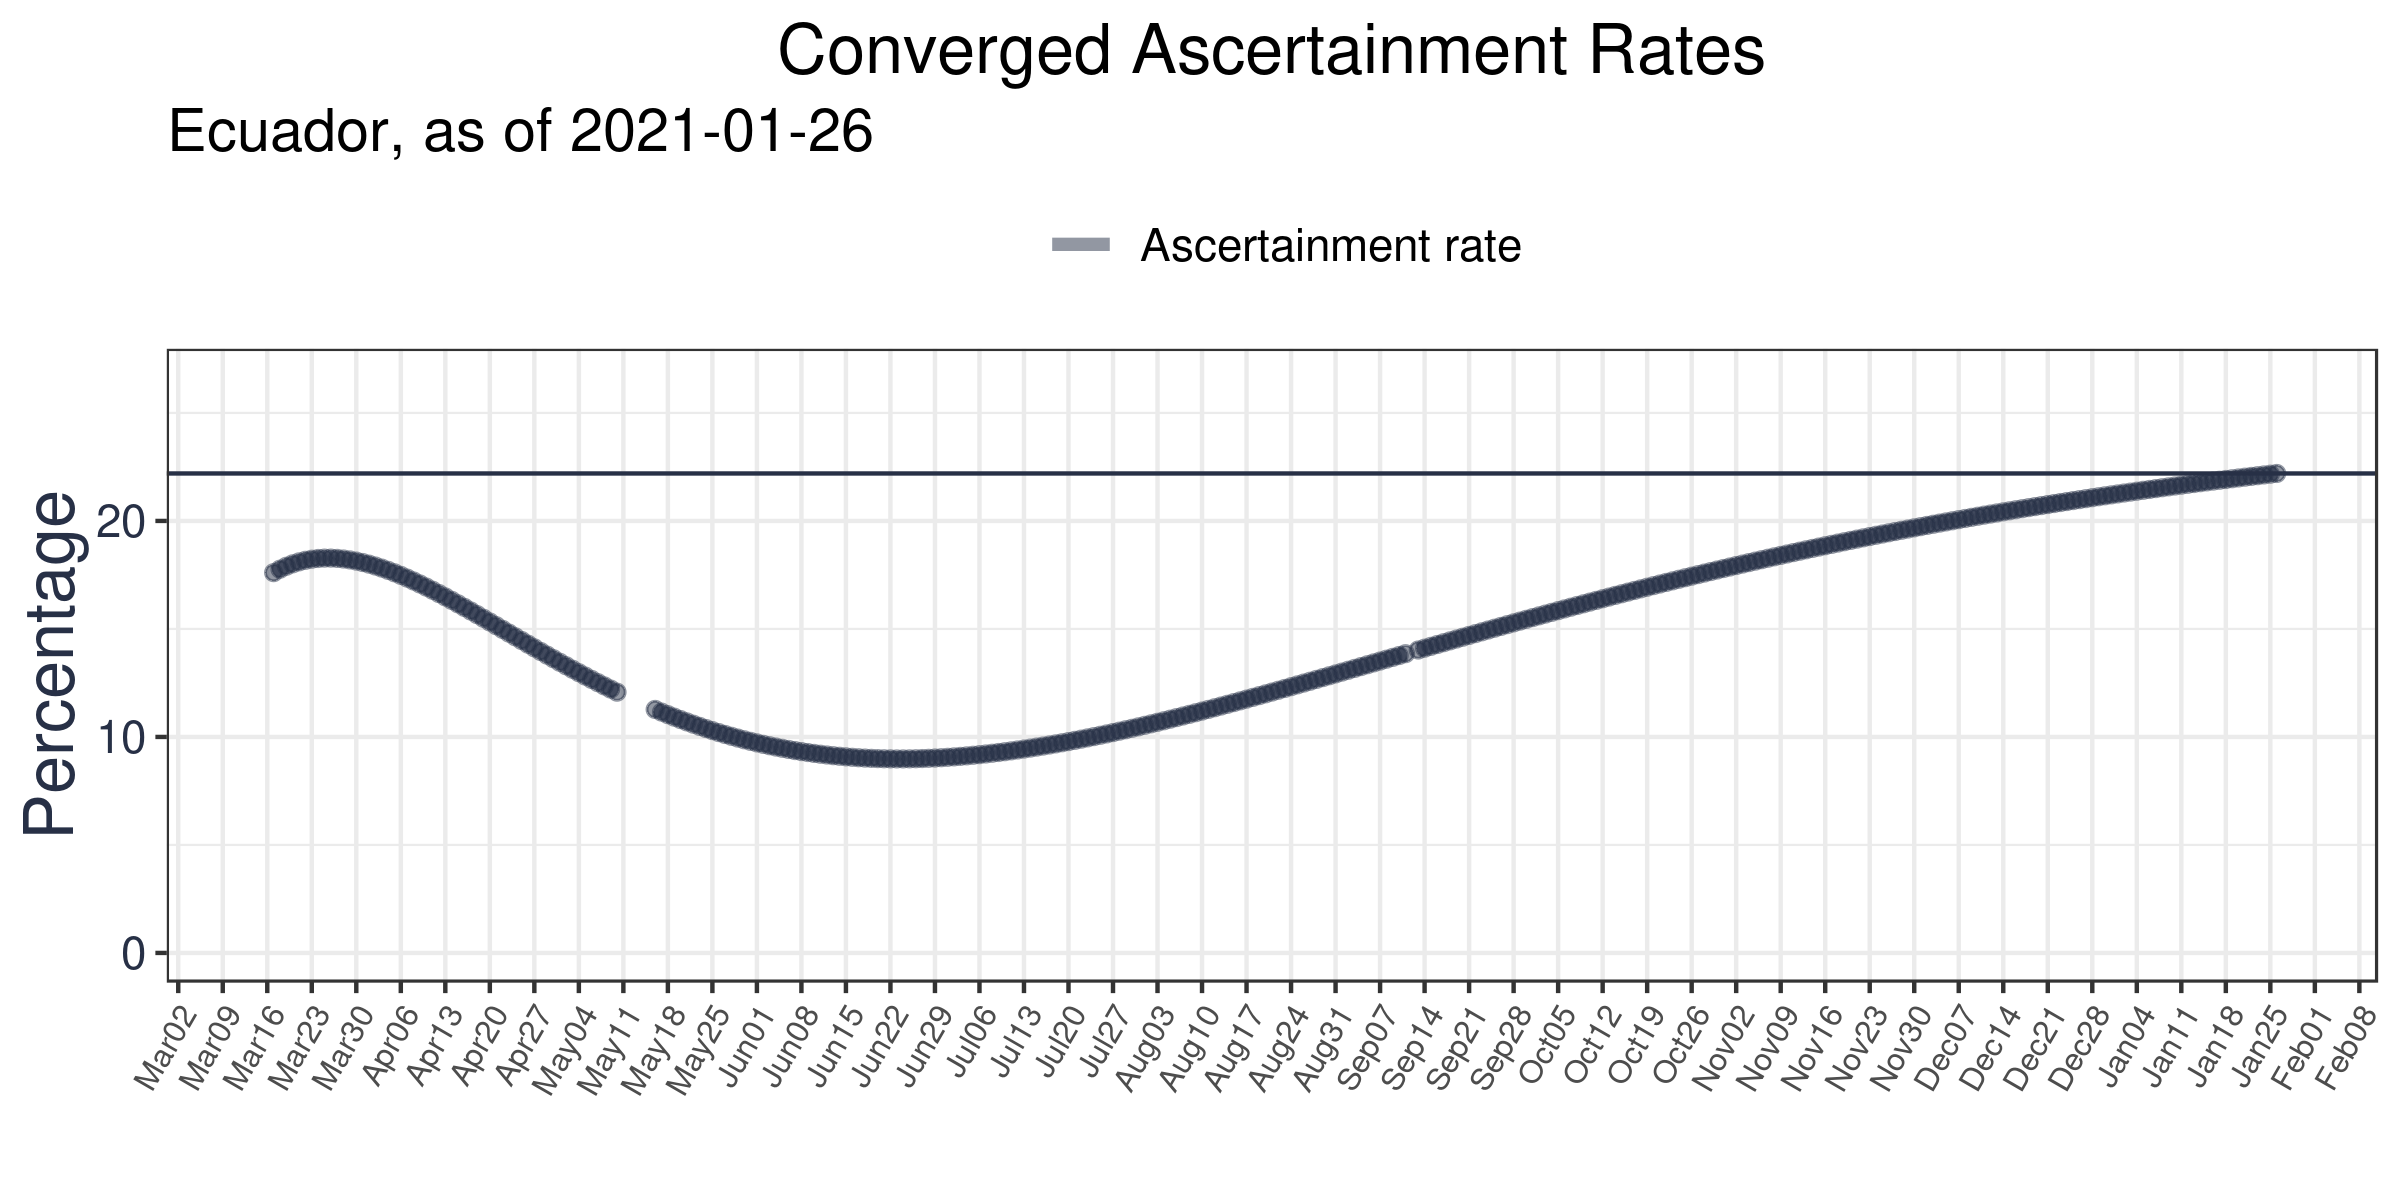 Converged Ascertainment Rates
Ecuador, as of 2021-01-26
Ascertainment rate
Percentage
20
10
0
Mar02
Mar09
Mar16
Mar23
Mar30
Apr06
Apr13
Apr20
Apr27
May04
May11
May18
May25
Jun01
Jun08
Jun15
Jun22
Jun29
Jul06
Jul13
Jul20
Jul27
Aug03
Aug10
Aug17
Aug24
Aug31
Sep07
Sep14
Sep21
Sep28
Oct05
Oct12
Oct19
Oct26
Nov02
Nov09
Nov16
Nov23
Nov30
Dec07
Dec14
Dec21
Dec28
Jan04
Jan11
Jan18
Jan25
Feb01
Feb08